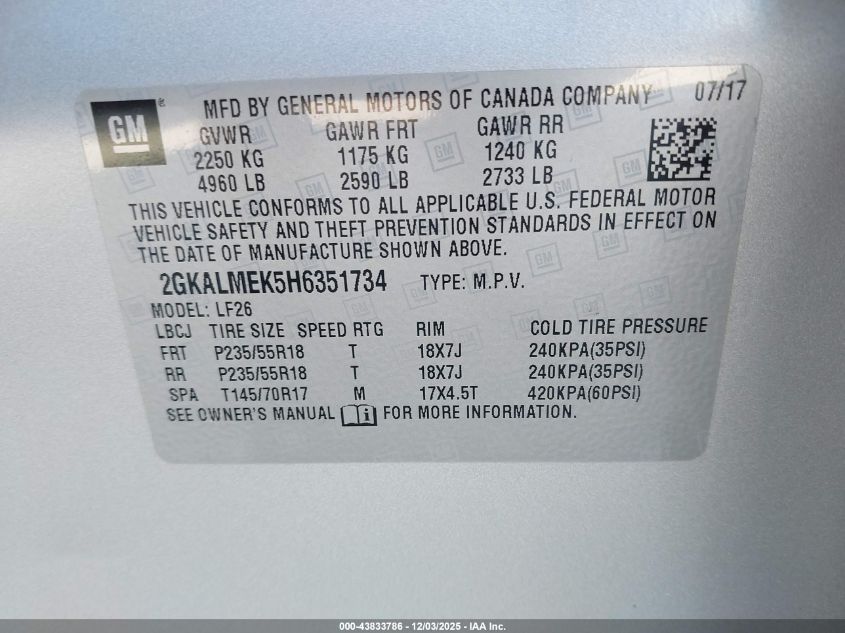 GM ® MFD BY GENERAL MOTORS OF CANADA COMPANY 07/17
GVWR GAWR FRT GAWR RR
2250 KG 1175 KG 1240 KG
4960 LB 2590 LB 2733 LB
THIS VEHICLE CONFORMS TO ALL APPLICABLE U.S. FEDERAL MOTOR
VEHICLE SAFETY AND THEFT PREVENTION STANDARDS IN EFFECT ON
THE DATE OF MANUFACTURE SHOWN ABOVE.
2GKALMEK5H6351734 TYPE: M.P.V.
MODEL: LF26
LBCJ TIRE SIZE SPEED RTG RIM COLD TIRE PRESSURE
FRT P235/55R18 T 18X7J 240KPA(35PSI)
RR P235/55R18 T 18X7J 240KPA(35PSI)
SPA T145/70R17 M 17X4.5T 420KPA(60PSI)
SEE OWNER'S MANUAL i FOR MORE INFORMATION.
000-43833786 - 12/03/2025 - IAA Inc.